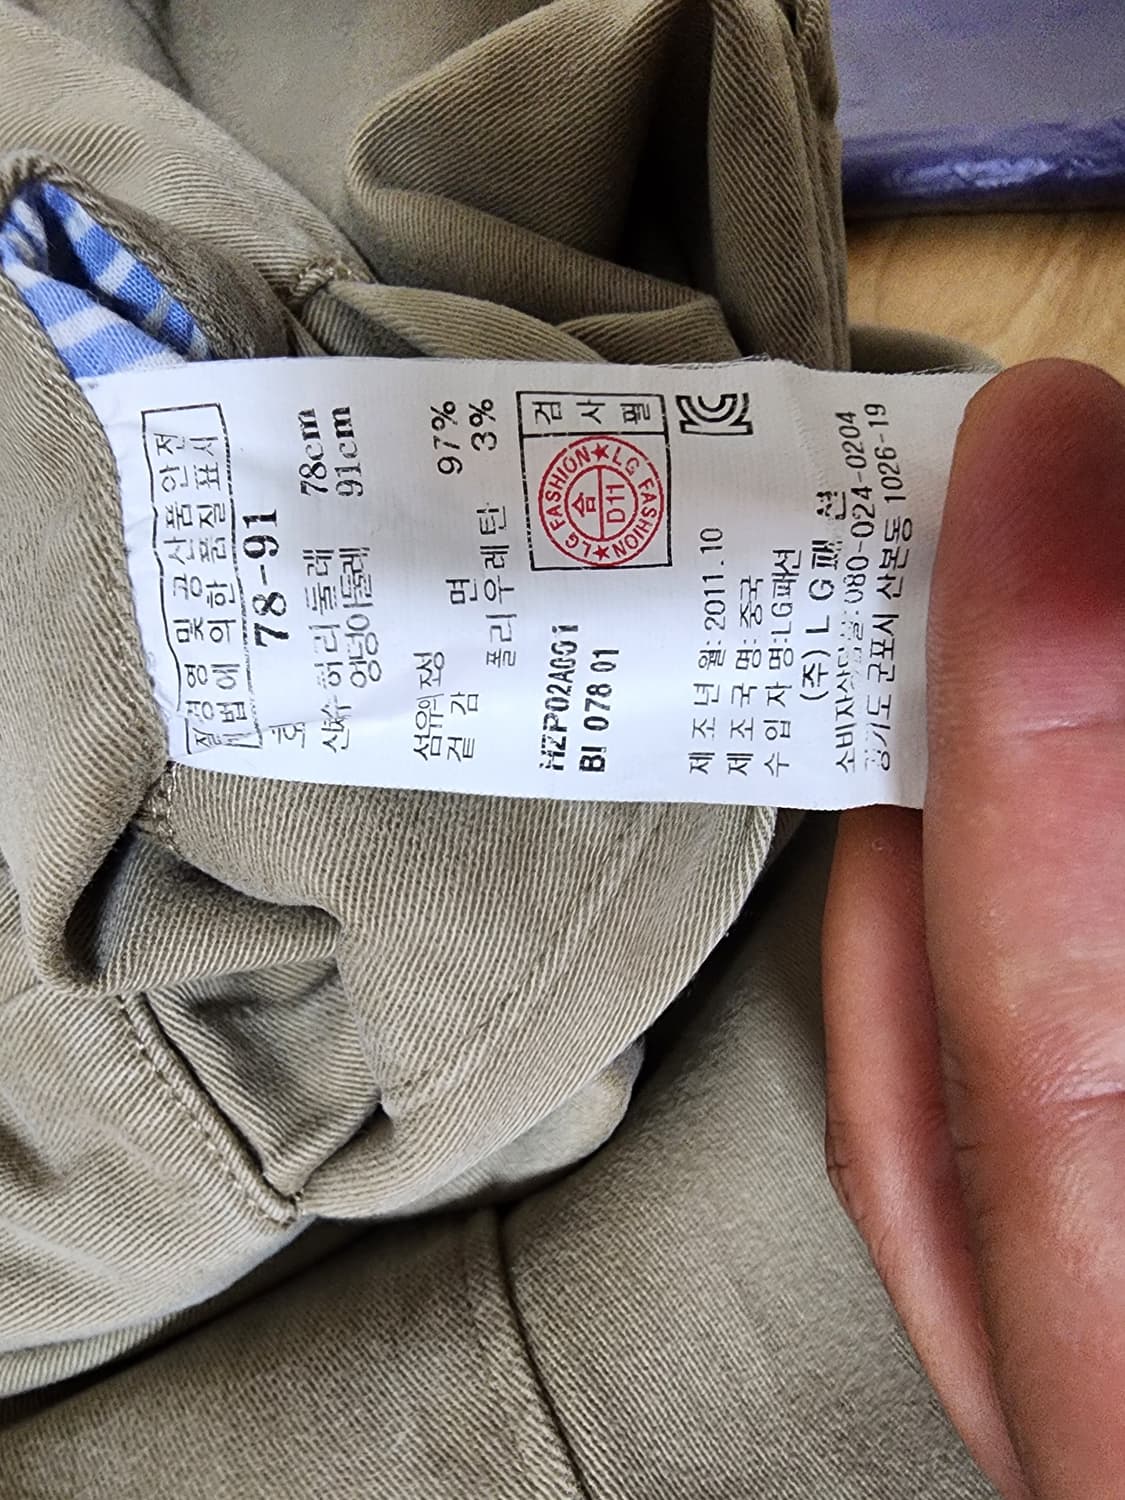 품질경영 및 공산품안전
관리법에 의한 품질표시
78-91
호
신체치수 허리둘레 78cm
엉덩이둘레 91cm
섬유의 조성
겉감 면 97%
폴리우레탄 3%
HZP02A001
BI 078 01
검사필
LG FASHION★LG FASHION★
合
D11
제조년월: 2011.10
제조국명: 중국
수입자명:LG패션
(주)LG패션
소비자상담실: 080-024-0204
경기도 군포시 산본동 1026-19